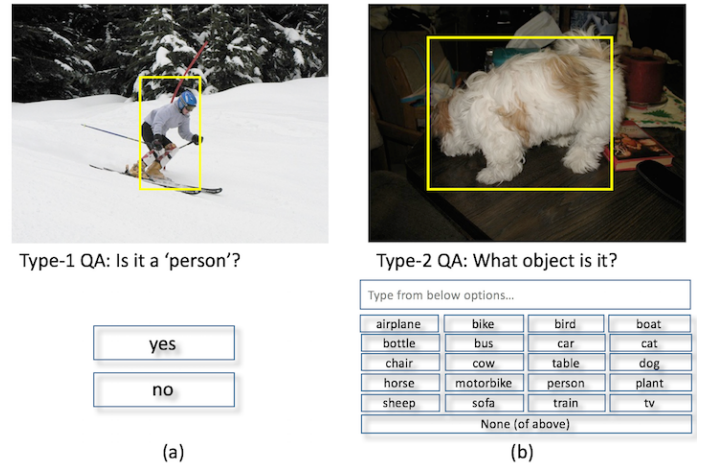 Type-1 QA: Is it a ‘person’?
yes
no
(a)
Type-2 QA: What object is it?
Type from below options...
airplane bike bird boat
bottle bus car cat
chair cow table dog
horse motorbike person plant
sheep sofa train tv
None (of above)
(b)